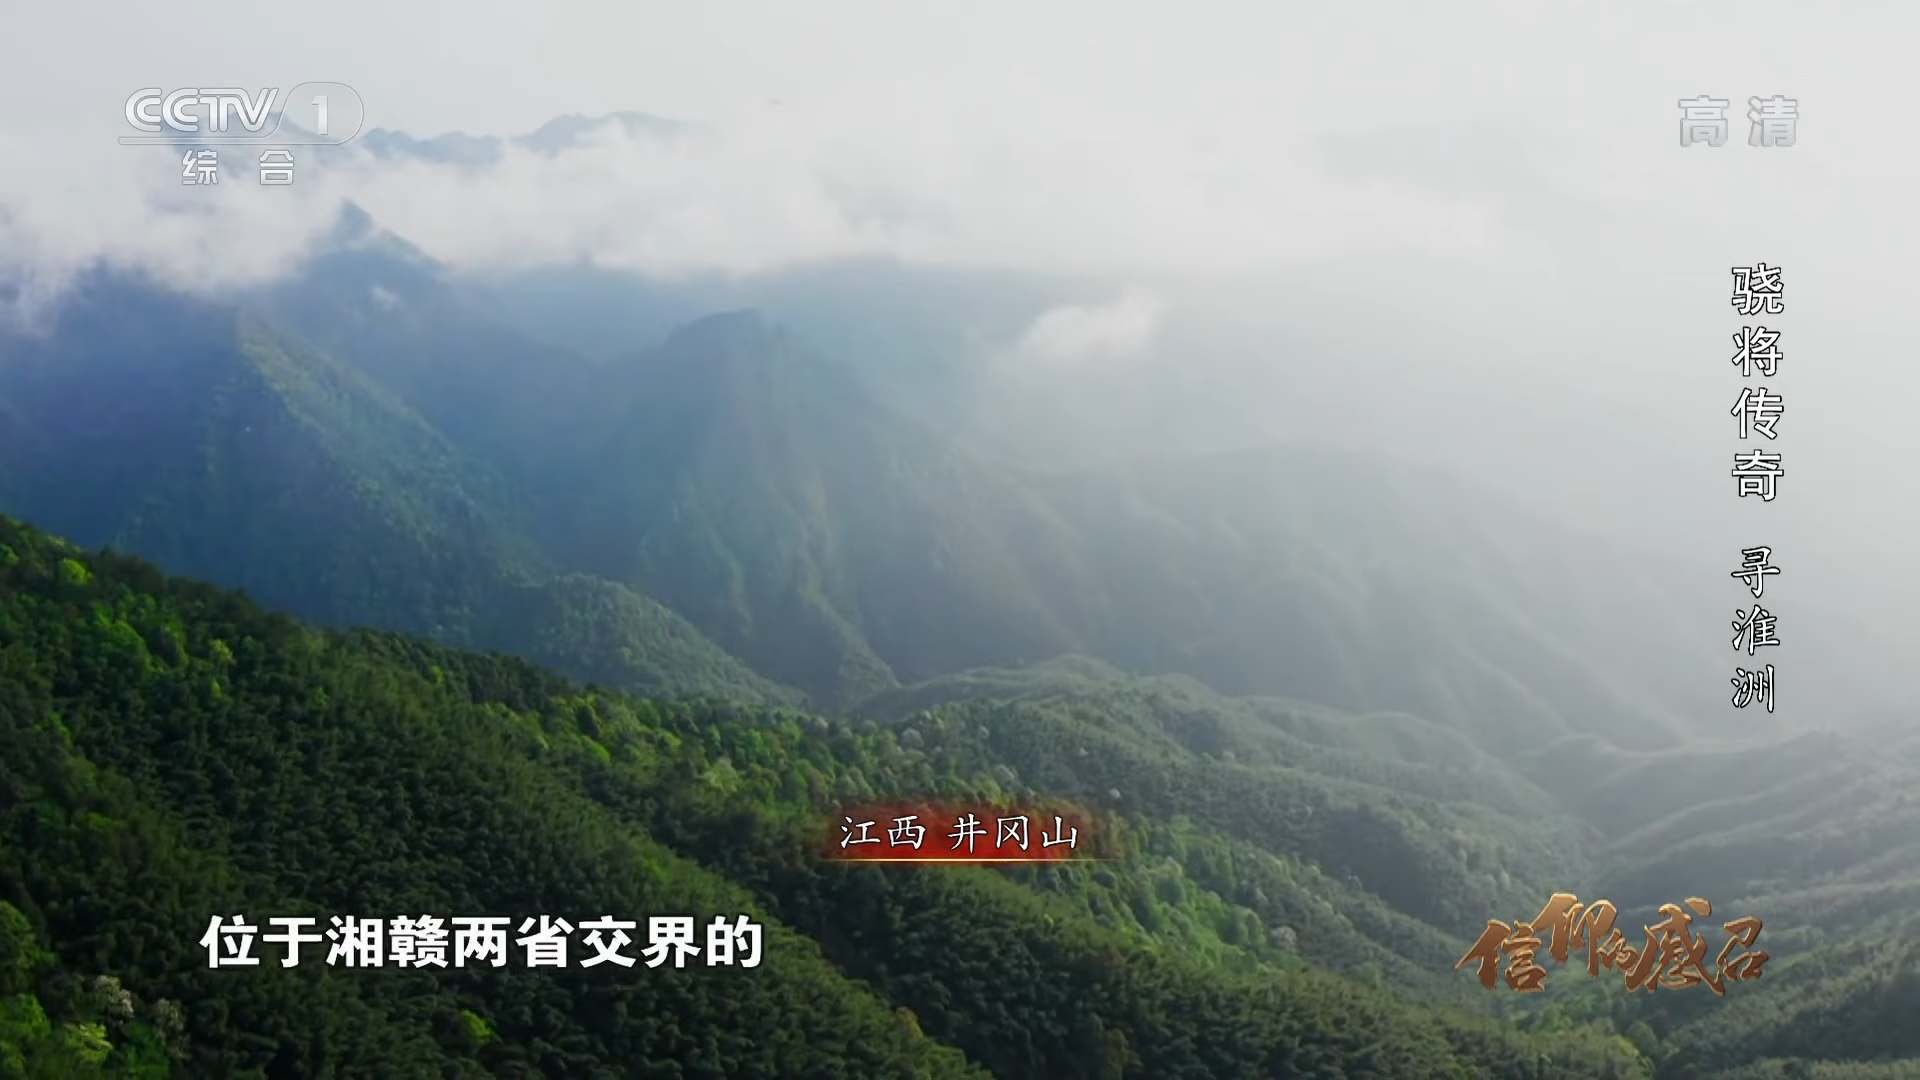 CCTV 1
综合
高清
骁将传奇 寻淮洲
江西 井冈山
位于湘赣两省交界的
信仰的感召